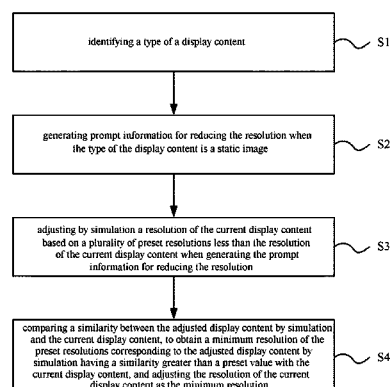 identifying a type of a display content
S1
generating prompt information for reducing the resolution when
the type of the display content is a static image
S2
adjusting by simulation a resolution of the current display content
based on a plurality of preset resolutions less than the resolution
of the current display content when generating the prompt
information for reducing the resolution
S3
comparing a similarity between the adjusted display content by simulation
and the current display content, to obtain a minimum resolution of the
preset resolutions corresponding to the adjusted display content by
simulation having a similarity greater than a preset value with the
current display content, and adjusting the resolution of the current
display content as the minimum resolution
S4